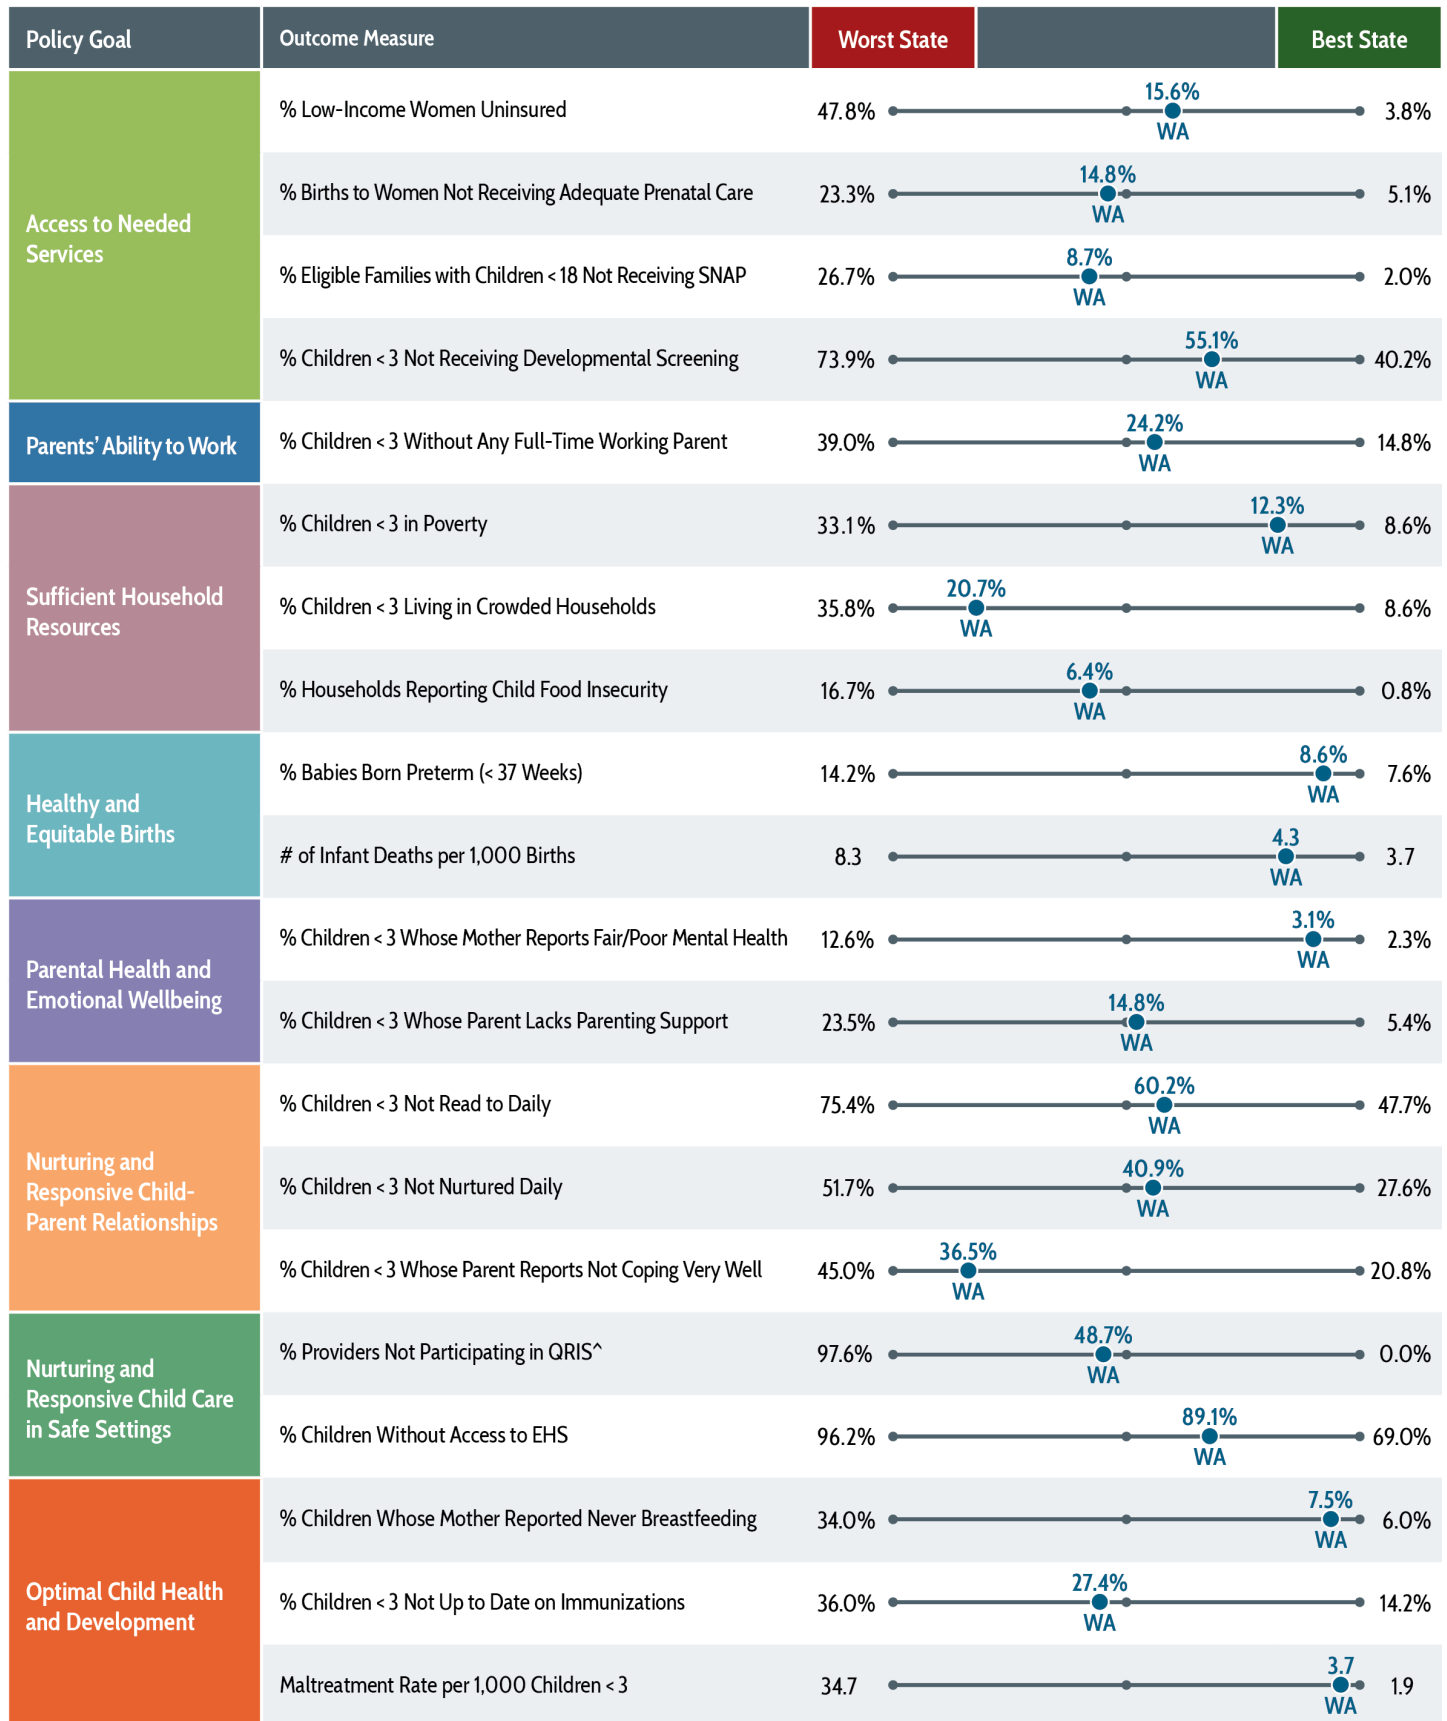 Policy Goal
Outcome Measure
Worst State
Best State
Access to Needed
Services
% Low-Income Women Uninsured
47.8%
15.6%
WA
3.8%
% Births to Women Not Receiving Adequate Prenatal Care
23.3%
14.8%
WA
5.1%
% Eligible Families with Children < 18 Not Receiving SNAP
26.7%
8.7%
WA
2.0%
% Children < 3 Not Receiving Developmental Screening
73.9%
55.1%
WA
40.2%
Parents' Ability to Work
% Children < 3 Without Any Full-Time Working Parent
39.0%
24.2%
WA
14.8%
Sufficient Household
Resources
% Children < 3 in Poverty
33.1%
12.3%
WA
8.6%
% Children < 3 Living in Crowded Households
35.8%
20.7%
WA
8.6%
% Households Reporting Child Food Insecurity
16.7%
6.4%
WA
0.8%
Healthy and
Equitable Births
% Babies Born Preterm (< 37 Weeks)
14.2%
8.6%
WA
7.6%
# of Infant Deaths per 1,000 Births
8.3
4.3
WA
3.7
Parental Health and
Emotional Wellbeing
% Children < 3 Whose Mother Reports Fair/Poor Mental Health
12.6%
3.1%
WA
2.3%
% Children < 3 Whose Parent Lacks Parenting Support
23.5%
14.8%
WA
5.4%
Nurturing and
Responsive Child-
Parent Relationships
% Children < 3 Not Read to Daily
75.4%
60.2%
WA
47.7%
% Children < 3 Not Nurtured Daily
51.7%
40.9%
WA
27.6%
% Children < 3 Whose Parent Reports Not Coping Very Well
45.0%
36.5%
WA
20.8%
Nurturing and
Responsive Child Care
in Safe Settings
% Providers Not Participating in QRIS^
97.6%
48.7%
WA
0.0%
% Children Without Access to EHS
96.2%
89.1%
WA
69.0%
Optimal Child Health
and Development
% Children Whose Mother Reported Never Breastfeeding
34.0%
7.5%
WA
6.0%
% Children < 3 Not Up to Date on Immunizations
36.0%
27.4%
WA
14.2%
Maltreatment Rate per 1,000 Children < 3
34.7
3.7
WA
1.9